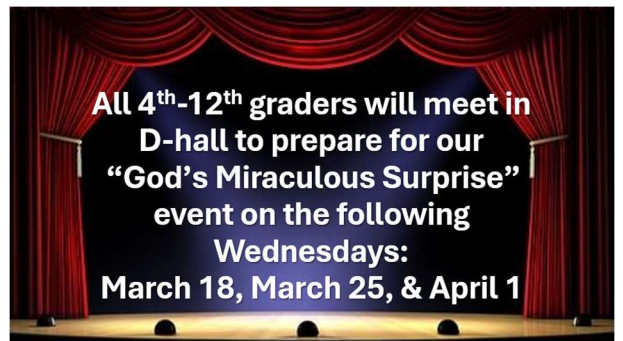 All 4th-12th graders will meet in
D-hall to prepare for our
“God’s Miraculous Surprise”
event on the following
Wednesdays:
March 18, March 25, & April 1